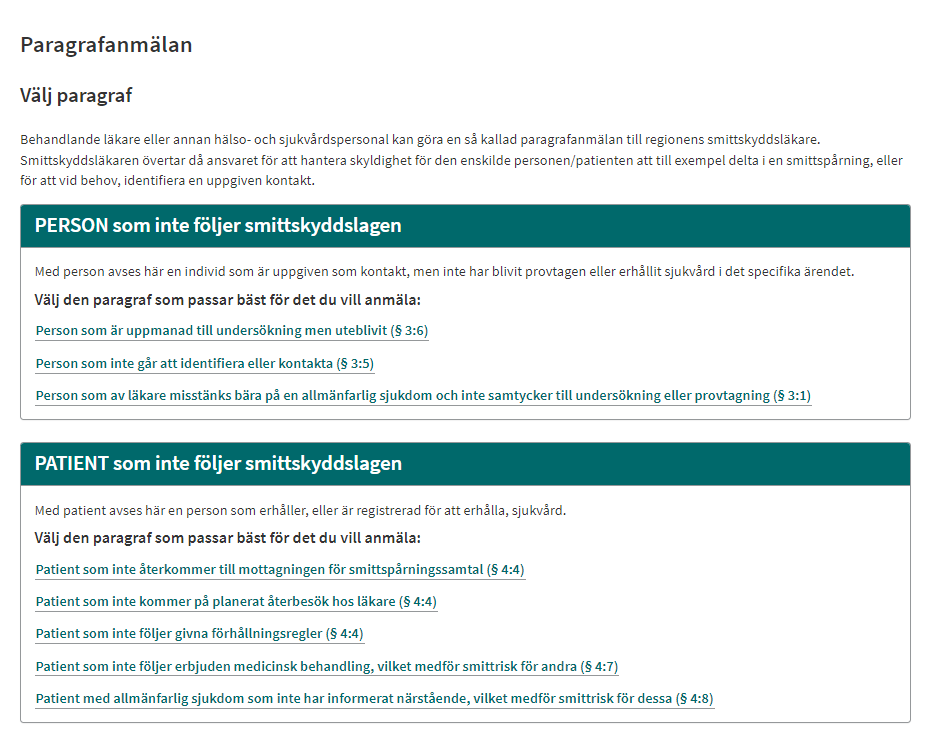 Paragrafanmälan
Välj paragraf
Behandlande läkare eller annan hälso- och sjukvårdspersonal kan göra en så kallad paragrafanmälan till regionens smittskyddsläkare.
Smittskyddsläkaren övertar då ansvaret för att hantera skyldighet för den enskilde personen/patienten att till exempel delta i en smittspårning, eller
för att vid behov, identifiera en uppgiven kontakt.
PERSON som inte följer smittskyddslagen
Med person avses här en individ som är uppgiven som kontakt, men inte har blivit provtagen eller erhållit sjukvård i det specifika ärendet.
Välj den paragraf som passar bäst för det du vill anmäla:
Person som är uppmanad till undersökning men uteblivit (§ 3:6)
Person som inte går att identifiera eller kontakta (§ 3:5)
Person som av läkare misstänks bära på en allmänfarlig sjukdom och inte samtycker till undersökning eller provtagning (§ 3:1)
PATIENT som inte följer smittskyddslagen
Med patient avses här en person som erhåller, eller är registrerad för att erhålla, sjukvård.
Välj den paragraf som passar bäst för det du vill anmäla:
Patient som inte återkommer till mottagningen för smittspårningssamtal (§ 4:4)
Patient som inte kommer på planerat återbesök hos läkare (§ 4:4)
Patient som inte följer givna förhållningsregler (§ 4:4)
Patient som inte följer erbjuden medicinsk behandling, vilket medför smittrisk för andra (§ 4:7)
Patient med allmänfarlig sjukdom som inte har informerat närstående, vilket medför smittrisk för dessa (§ 4:8)